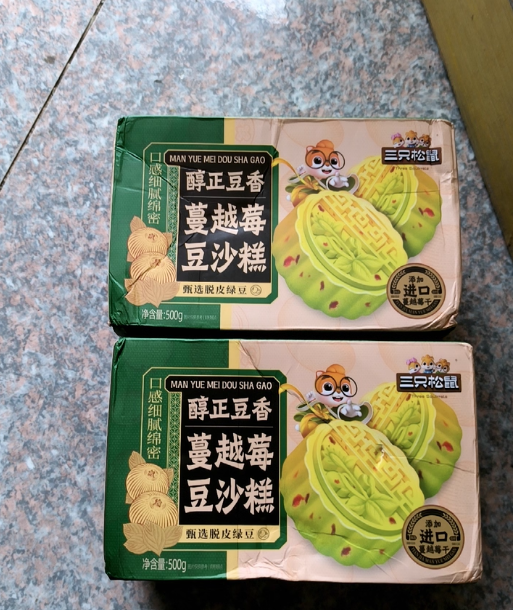 口感细腻绵密
MAN YUE MEI DOU SHA GAO
醇正豆香
蔓越莓
豆沙糕
甄选脱皮绿豆
净含量:500g
三只松鼠
Three Squirrels
添加
进口
蔓越莓干
口感细腻绵密
MAN YUE MEI DOU SHA GAO
醇正豆香
蔓越莓
豆沙糕
甄选脱皮绿豆
净含量:500g
三只松鼠
Three Squirrels
添加
进口
蔓越莓干